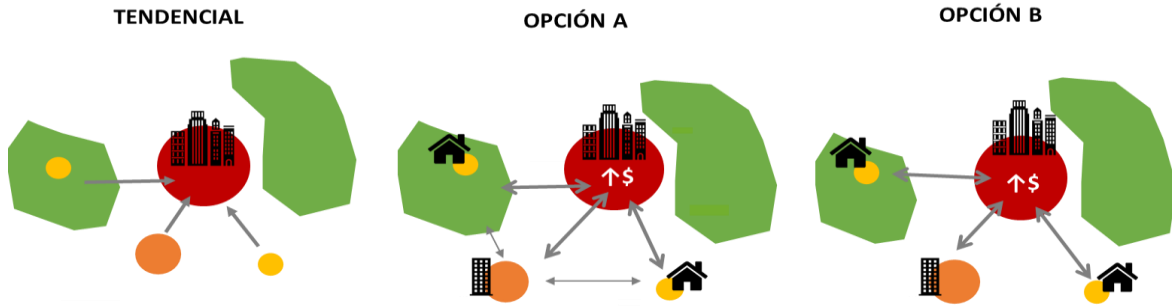 TENDENCIAL
OPCIÓN A
OPCIÓN B
↑$
↑$